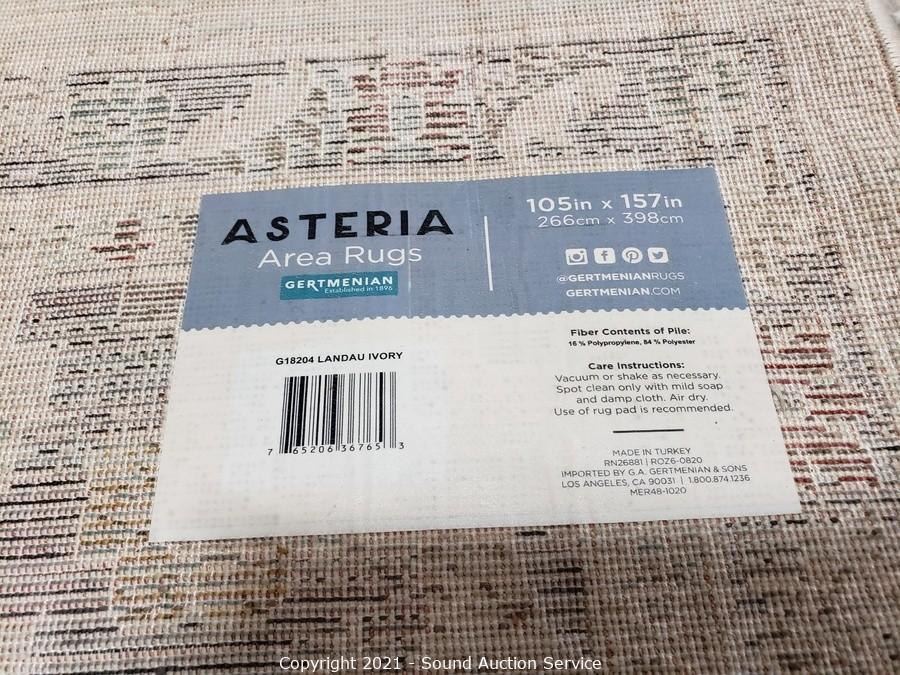 ASTERIA
Area Rugs
GERTMENIAN
Established in 1896
105in x 157in
266cm x 398cm
@GERTMENIANRUGS
GERTMENIAN.COM
G18204 LANDAU IVORY
7 65206 36765 3
Fiber Contents of Pile:
16 % Polypropylene, 84 % Polyester
Care Instructions:
Vacuum or shake as necessary.
Spot clean only with mild soap
and damp cloth. Air dry.
Use of rug pad is recommended.
MADE IN TURKEY
RN26881 | ROZ6-0820
IMPORTED BY G.A. GERTMENIAN & SONS
LOS ANGELES, CA 90031 | 1.800.874.1236
MER48-1020
Copyright 2021 - Sound Auction Service